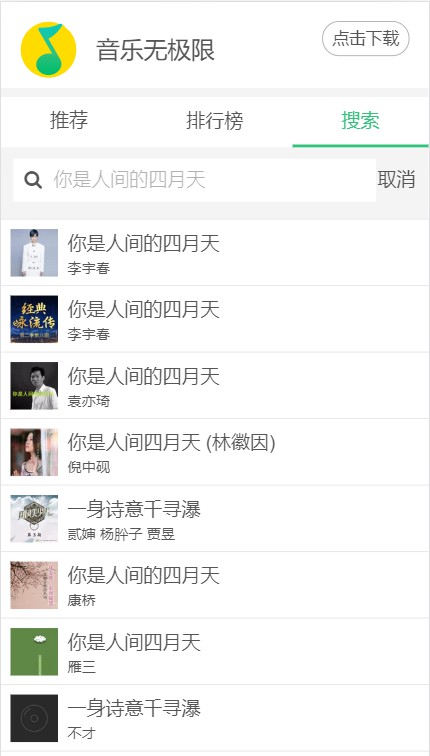 音乐无极限
点击下载
推荐 排行榜 搜索
你是人间的四月天 取消
你是人间的四月天
李宇春
经典
咏流传
你是人间的四月天
李宇春
你是人间的四月天
袁亦琦
你是人间四月天 (林徽因)
倪中砚
一身诗意千寻瀑
贰婶 杨胖子 贾昱
你是人间的四月天
康桥
你是人间四月天
雁三
一身诗意千寻瀑
不才